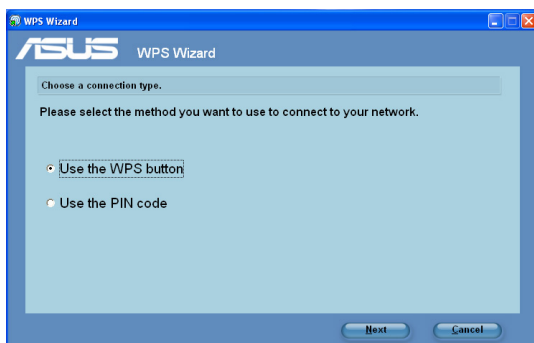 WPS Wizard
ASUS WPS Wizard
Choose a connection type.
Please select the method you want to use to connect to your network.
Use the WPS button
Use the PIN code
Next Cancel